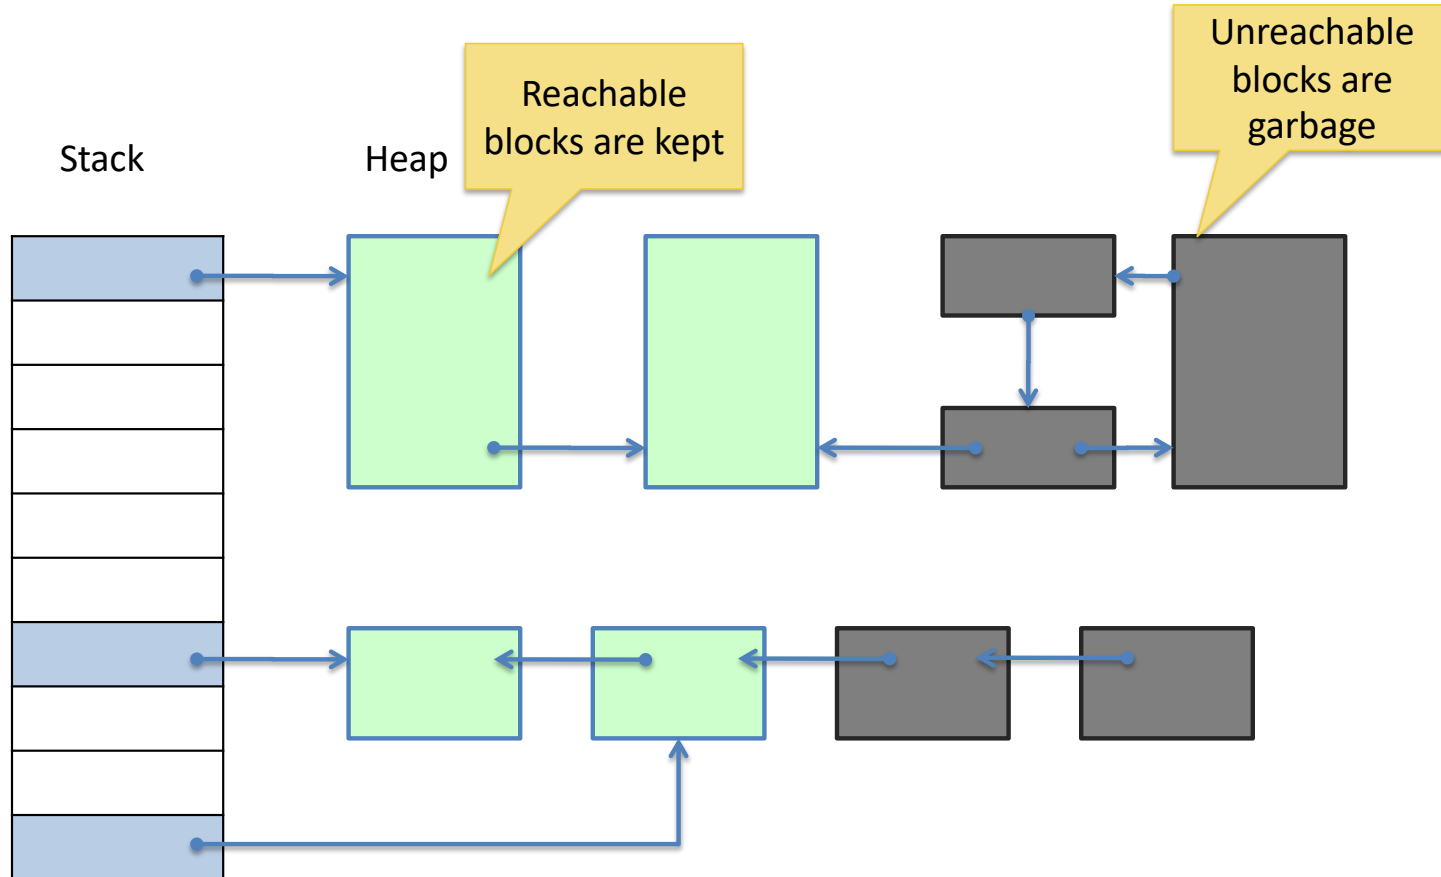 Unreachable
blocks are
garbage
Reachable
blocks are kept
Stack
Heap